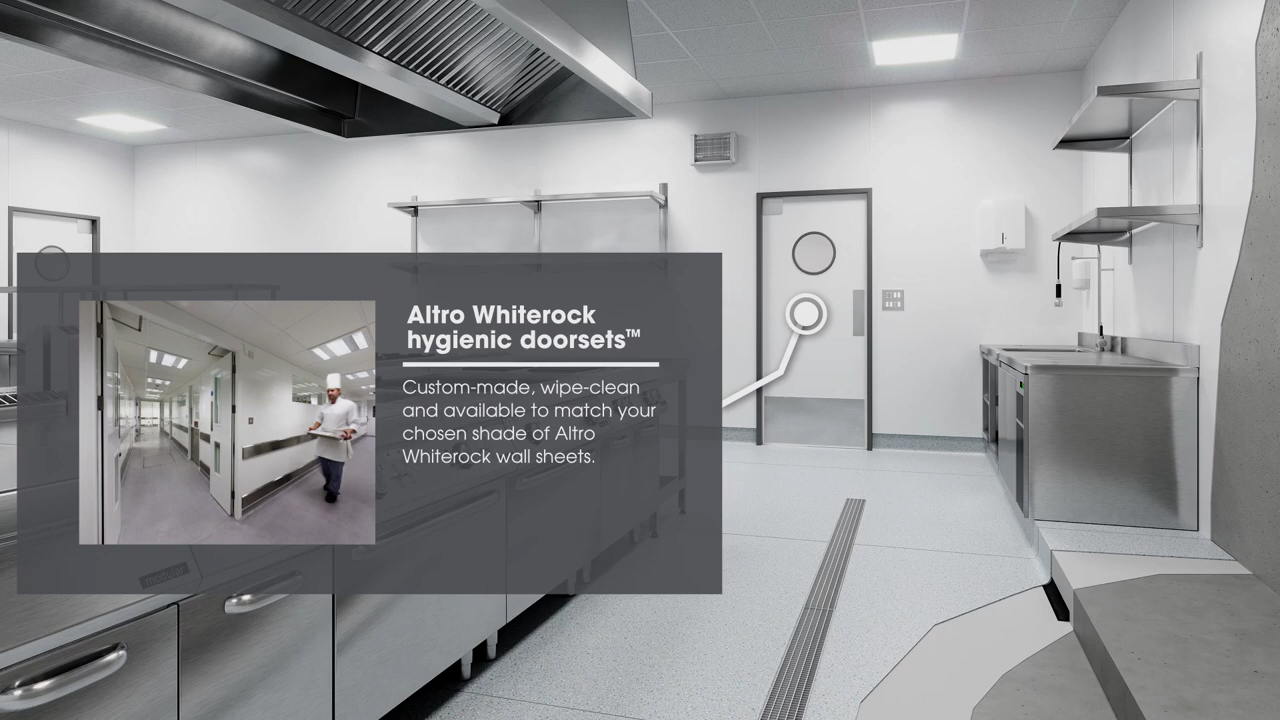 Altro Whiterock
hygienic doorsets™
Custom-made, wipe-clean
and available to match your
chosen shade of Altro
Whiterock wall sheets.
modular